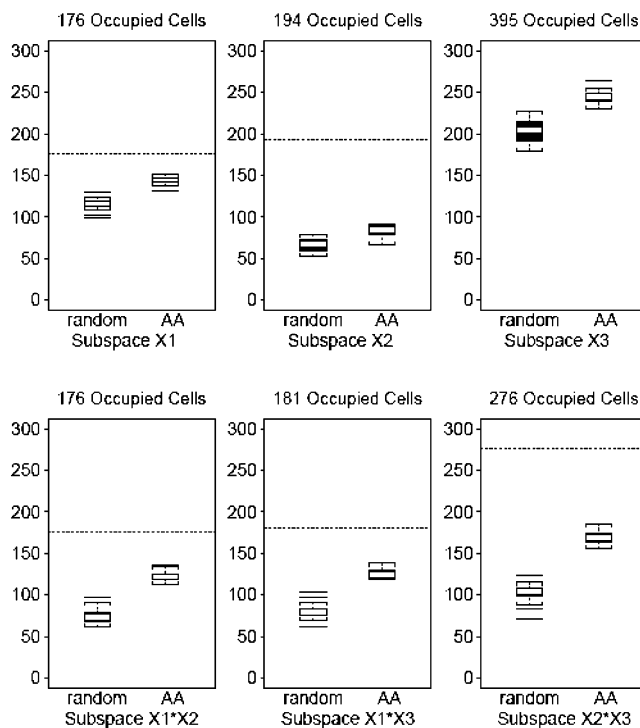 176 Occupied Cells
194 Occupied Cells
395 Occupied Cells
300
250
200
150
100
50
0
300
250
200
150
100
50
0
300
250
200
150
100
50
0
random AA
random AA
random AA
Subspace X1
Subspace X2
Subspace X3
176 Occupied Cells
181 Occupied Cells
276 Occupied Cells
300
250
200
150
100
50
0
300
250
200
150
100
50
0
300
250
200
150
100
50
0
random AA
random AA
random AA
Subspace X1*X2
Subspace X1*X3
Subspace X2*X3